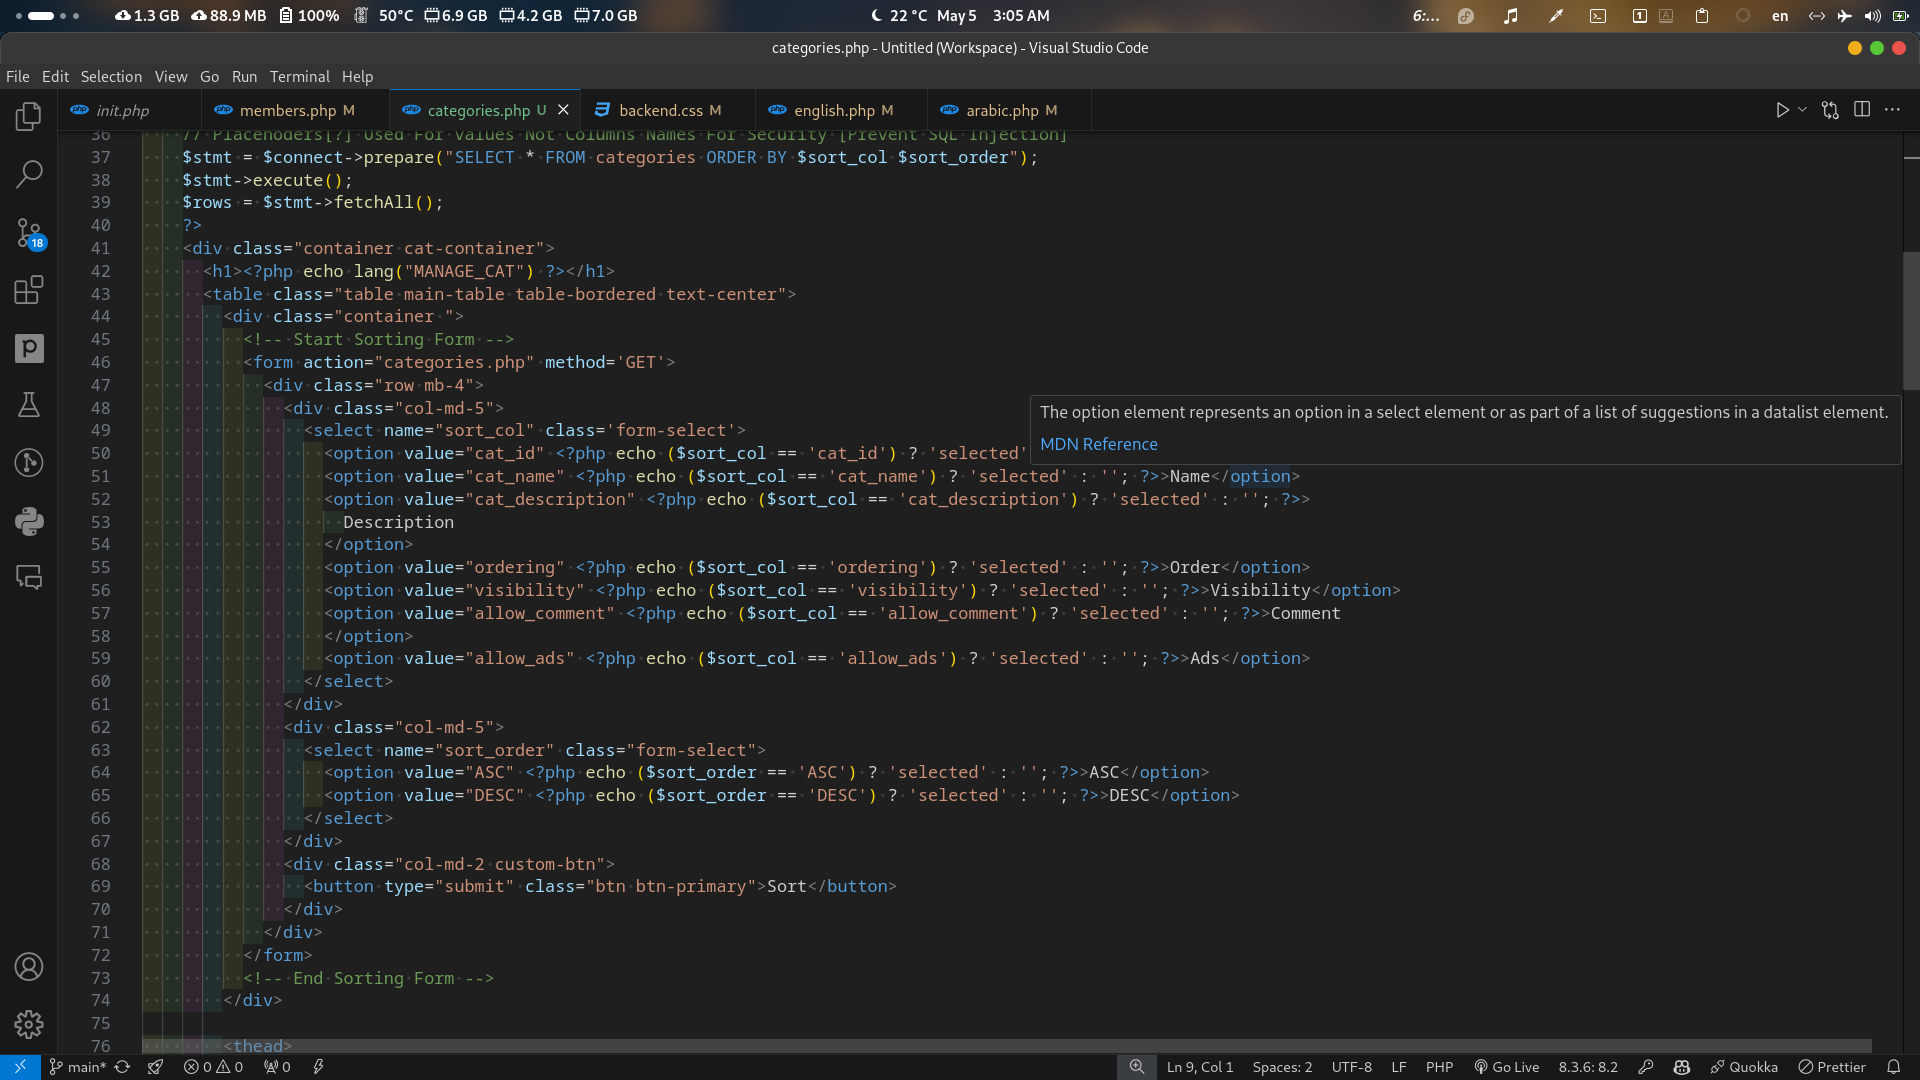 1.3 GB 88.9 MB 100% 50°C 6.9 GB 4.2 GB 7.0 GB 22 °C May 5 3:05 AM 6:... 1 A en
categories.php - Untitled (Workspace) - Visual Studio Code
File Edit Selection View Go Run Terminal Help
init.php members.php M categories.php U backend.css M english.php M arabic.php M
36 // Placehoders[?] Used For Values Not Columns Names For Security [Prevent SQL Injection]
37 $stmt = $connect->prepare("SELECT * FROM categories ORDER BY $sort_col $sort_order");
38 $stmt->execute();
39 $rows = $stmt->fetchAll();
40 ?>
41 <div class="container cat-container">
42 <h1><?php echo lang("MANAGE_CAT") ?></h1>
43 <table class="table main-table table-bordered text-center">
44 <div class="container ">
45 <!-- Start Sorting Form -->
46 <form action="categories.php" method='GET'>
47 <div class="row mb-4">
48 <div class="col-md-5">
The option element represents an option in a select element or as part of a list of suggestions in a datalist element.
MDN Reference
49 <select name="sort_col" class='form-select'>
50 <option value="cat_id" <?php echo ($sort_col == 'cat_id') ? 'selected'
51 <option value="cat_name" <?php echo ($sort_col == 'cat_name') ? 'selected' : ''; ?>>Name</option>
52 <option value="cat_description" <?php echo ($sort_col == 'cat_description') ? 'selected' : ''; ?>>
53 Description
54 </option>
55 <option value="ordering" <?php echo ($sort_col == 'ordering') ? 'selected' : ''; ?>>Order</option>
56 <option value="visibility" <?php echo ($sort_col == 'visibility') ? 'selected' : ''; ?>>Visibility</option>
57 <option value="allow_comment" <?php echo ($sort_col == 'allow_comment') ? 'selected' : ''; ?>>Comment
58 </option>
59 <option value="allow_ads" <?php echo ($sort_col == 'allow_ads') ? 'selected' : ''; ?>>Ads</option>
60 </select>
61 </div>
62 <div class="col-md-5">
63 <select name="sort_order" class="form-select">
64 <option value="ASC" <?php echo ($sort_order == 'ASC') ? 'selected' : ''; ?>>ASC</option>
65 <option value="DESC" <?php echo ($sort_order == 'DESC') ? 'selected' : ''; ?>>DESC</option>
66 </select>
67 </div>
68 <div class="col-md-2 custom-btn">
69 <button type="submit" class="btn btn-primary">Sort</button>
70 </div>
71 </div>
72 </form>
73 <!-- End Sorting Form -->
74 </div>
75
76 <thead>
18
main* 0 0 0 Ln 9, Col 1 Spaces: 2 UTF-8 LF PHP Go Live 8.3.6: 8.2 Quokka Prettier